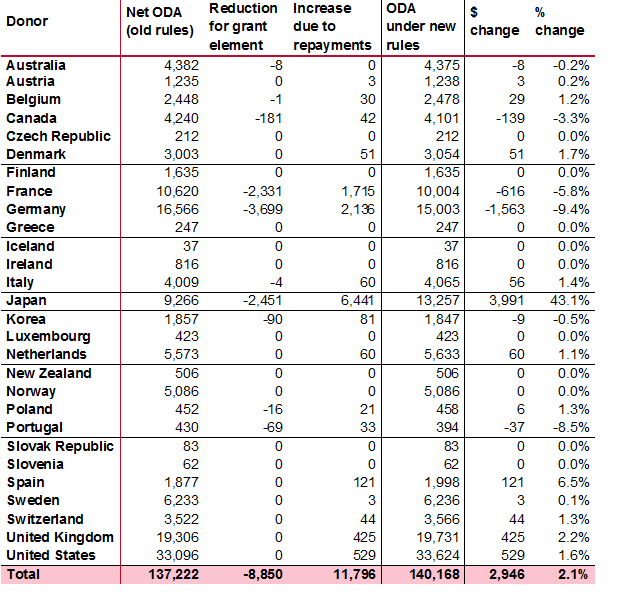 Donor Net ODA (old rules) Reduction for grant element Increase due to repayments ODA under new rules $ change % change
Australia 4,382 -8 0 4,375 -8 -0.2%
Austria 1,235 0 3 1,238 3 0.2%
Belgium 2,448 -1 30 2,478 29 1.2%
Canada 4,240 -181 42 4,101 -139 -3.3%
Czech Republic 212 0 0 212 0 0.0%
Denmark 3,003 0 51 3,054 51 1.7%
Finland 1,635 0 0 1,635 0 0.0%
France 10,620 -2,331 1,715 10,004 -616 -5.8%
Germany 16,566 -3,699 2,136 15,003 -1,563 -9.4%
Greece 247 0 0 247 0 0.0%
Iceland 37 0 0 37 0 0.0%
Ireland 816 0 0 816 0 0.0%
Italy 4,009 -4 60 4,065 56 1.4%
Japan 9,266 -2,451 6,441 13,257 3,991 43.1%
Korea 1,857 -90 81 1,847 -9 -0.5%
Luxembourg 423 0 0 423 0 0.0%
Netherlands 5,573 0 60 5,633 60 1.1%
New Zealand 506 0 0 506 0 0.0%
Norway 5,086 0 0 5,086 0 0.0%
Poland 452 -16 21 458 6 1.3%
Portugal 430 -69 33 394 -37 -8.5%
Slovak Republic 83 0 0 83 0 0.0%
Slovenia 62 0 0 62 0 0.0%
Spain 1,877 0 121 1,998 121 6.5%
Sweden 6,233 0 3 6,236 3 0.1%
Switzerland 3,522 0 44 3,566 44 1.3%
United Kingdom 19,306 0 425 19,731 425 2.2%
United States 33,096 0 529 33,624 529 1.6%
Total 137,222 -8,850 11,796 140,168 2,946 2.1%